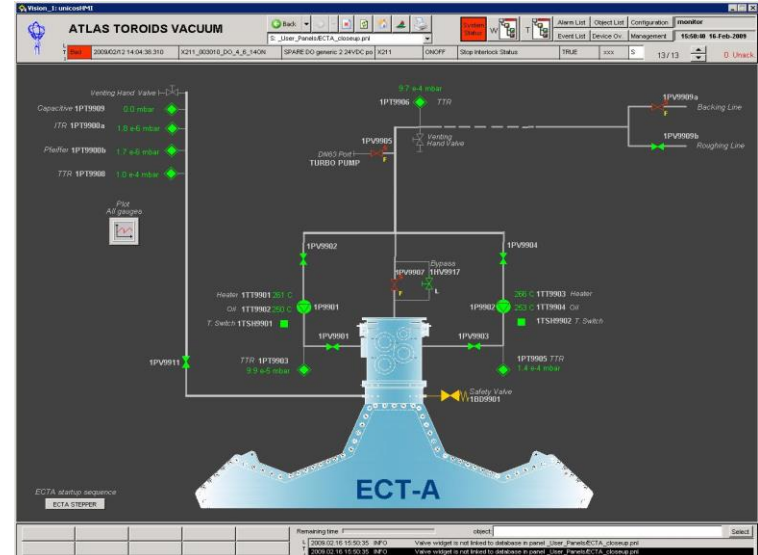 Vision_1: unicosHMI
ATLAS TOROIDS VACUUM
Back
S: _User_Panels/ECTA_closeup.pnl
System Status
W
T
Alarm List
Object List
Configuration
monitor
Event List
Device Ov.
Management
15:50:40 16-Feb-2009
L
T
Bad
2009/02/12 14:04:36.310
X211_003010_DO_4_6_14ON
SPARE DO generic 2 24VDC po
X211
ONOFF
Stop Interlock Status
TRUE
xxx
S
13/13
0 Unack.
Venting Hand Valve
Capacitive 1PT9909 0.0 mbar
ITR 1PT9908a 1.8 e-6 mbar
Pfeiffer 1PT9908b 1.7 e-6 mbar
TTR 1PT9908 1.0 e-4 mbar
Plot
All gauges
9.7 e-4 mbar
1PT9906 TTR
1PV9905
Venting
Hand Valve
DN63 Port
F
TURBO PUMP
1PV9909a
Backing Line
F
1PV9909b
Roughing Line
1PV9902
1PV9904
Bypass
1PV9907 1HV9917
F
L
Heater 1TT9901 261 C
Oil 1TT9902 250 C
T. Switch 1TSH9901
1P9901
1P9902
266 C 1TT9903 Heater
263 C 1TT9904 Oil
1TSH9902 T. Switch
1PV9901
1PV9903
1PV9911
TTR 1PT9903
9.9 e-5 mbar
1PT9905 TTR
1.4 e-4 mbar
Safety Valve
1BD9901
ECT-A
ECTA startup sequence
ECTA STEPPER
Remaining time
object
Select
L 2009.02.16 15:50:35 INFO Valve widget is not linked to database in panel _User_Panels/ECTA_closeup.pnl
T 2009.02.16 15:50:35 INFO Valve widget is not linked to database in panel _User_Panels/ECTA_closeup.pnl